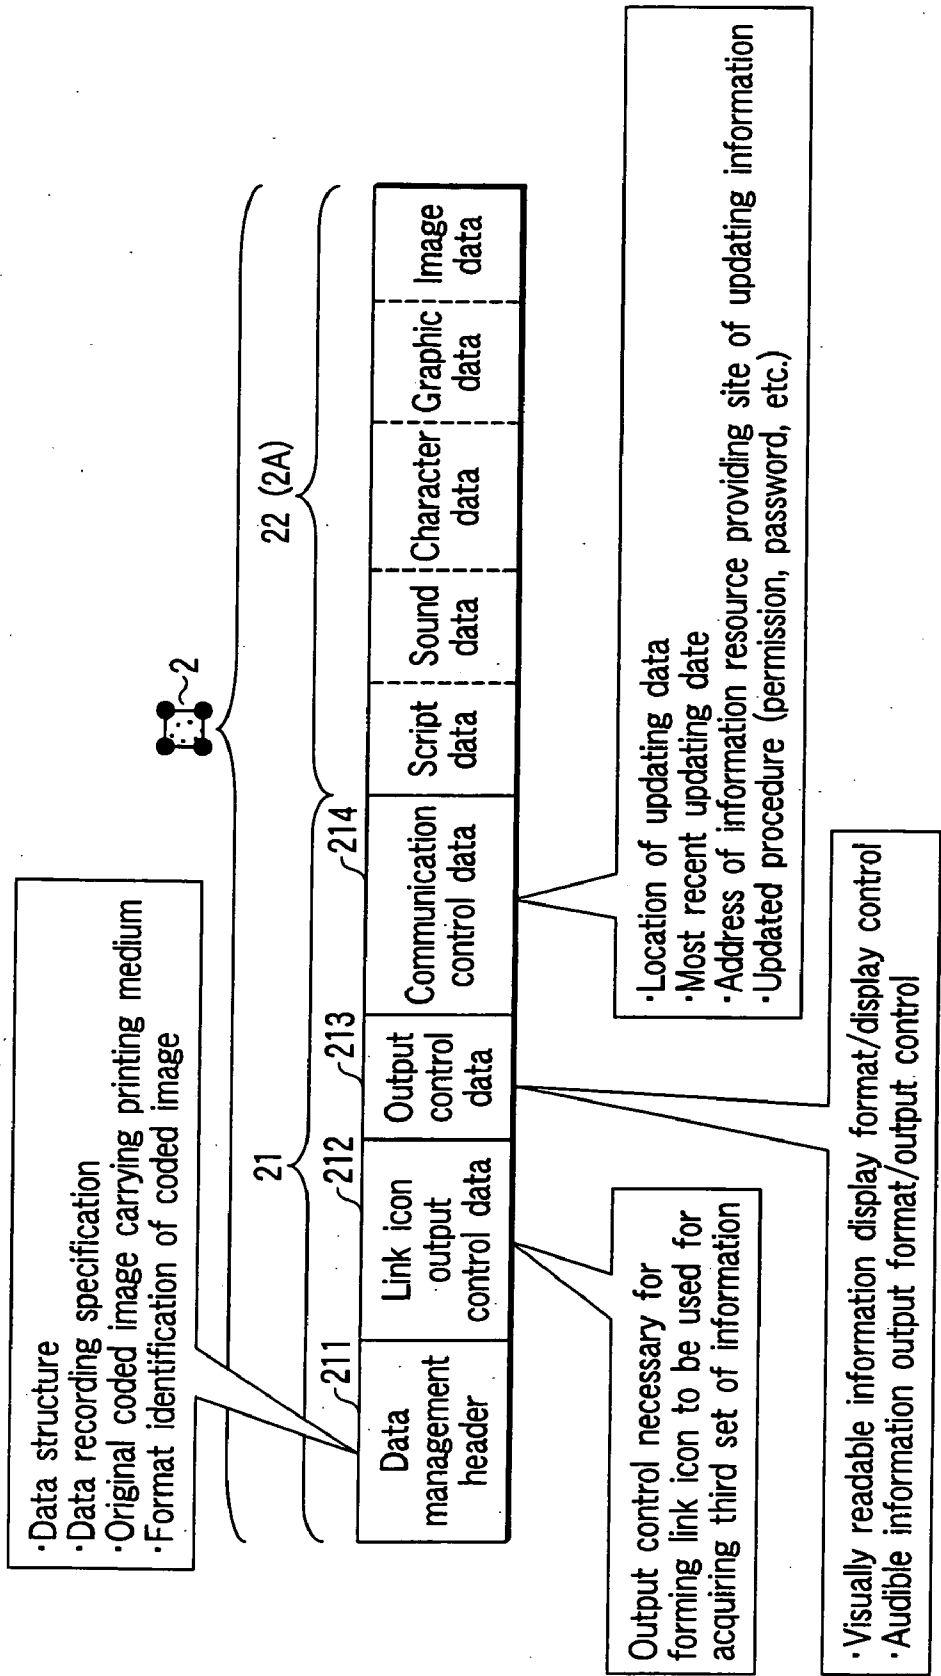 ·Data structure
·Data recording specification
·Original coded image carrying printing medium
·Format identification of coded image
2
22 (2A)
21
211
212
213
214
Data
management
header
Link icon
output
control data
Output
control
data
Communication
control data
Script
data
Sound
data
Character
data
Graphic
data
Image
data
Output control necessary for
forming link icon to be used for
acquiring third set of information
·Location of updating data
·Most recent updating date
·Address of information resource providing site of updating information
·Updated procedure (permission, password, etc.)
·Visually readable information display format/display control
·Audible information output format/output control